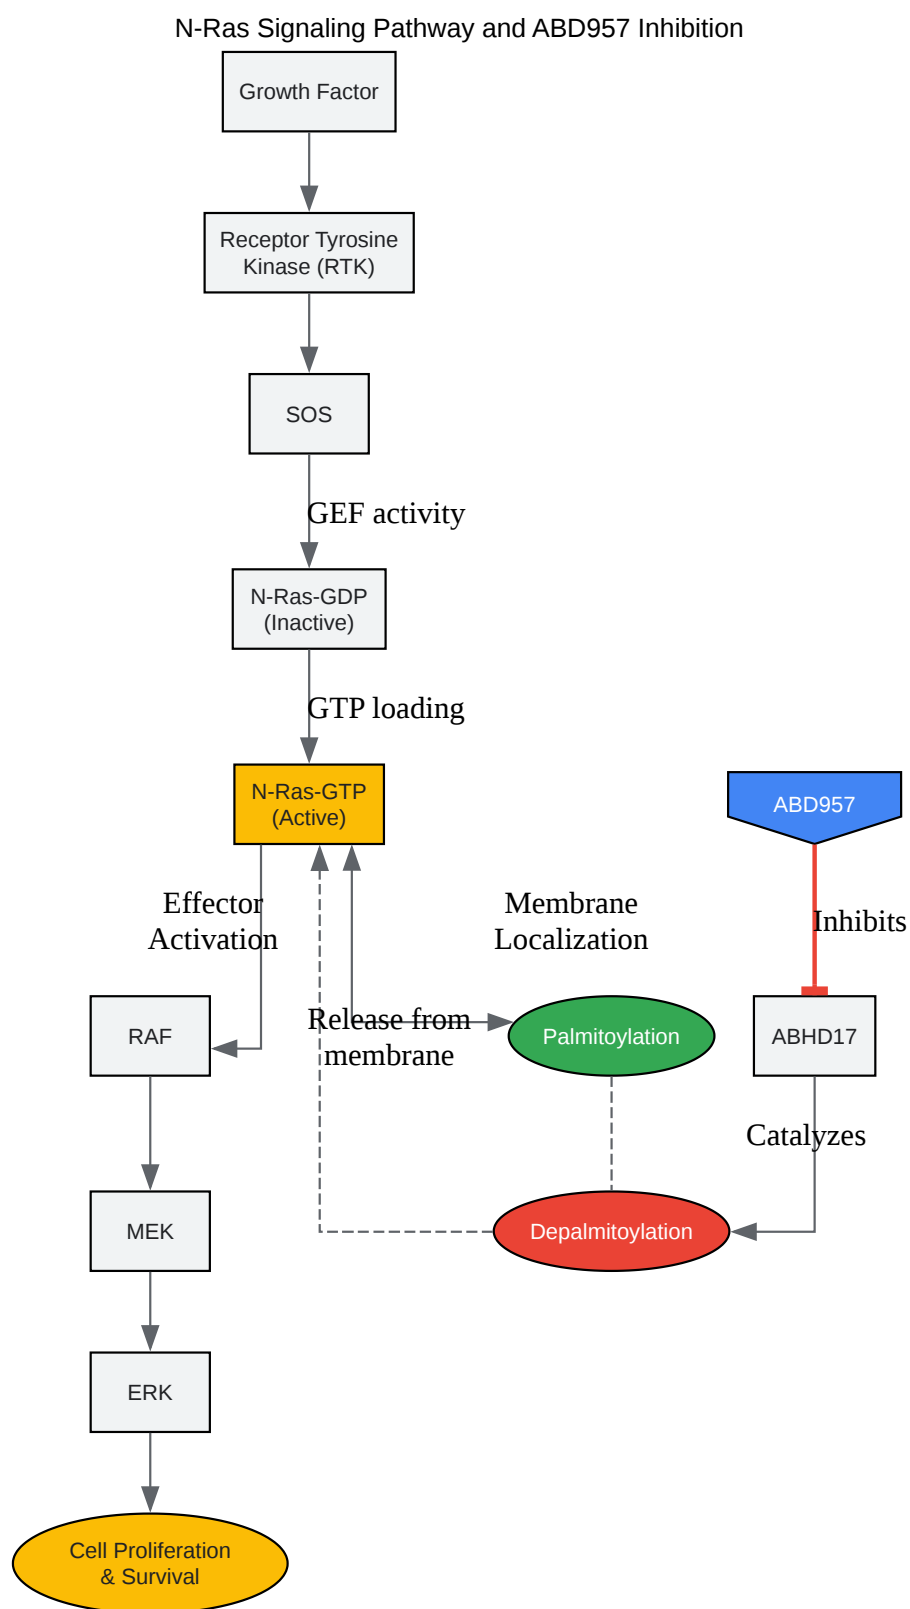 N-Ras Signaling Pathway and ABD957 Inhibition
Growth Factor
Receptor Tyrosine
Kinase (RTK)
SOS
GEF activity
N-Ras-GDP
(Inactive)
GTP loading
N-Ras-GTP
(Active)
ABD957
Effector
Activation
Membrane
Localization
Inhibits
RAF
Release from
membrane
Palmitoylation
ABHD17
Catalyzes
MEK
Depalmitoylation
ERK
Cell Proliferation
& Survival